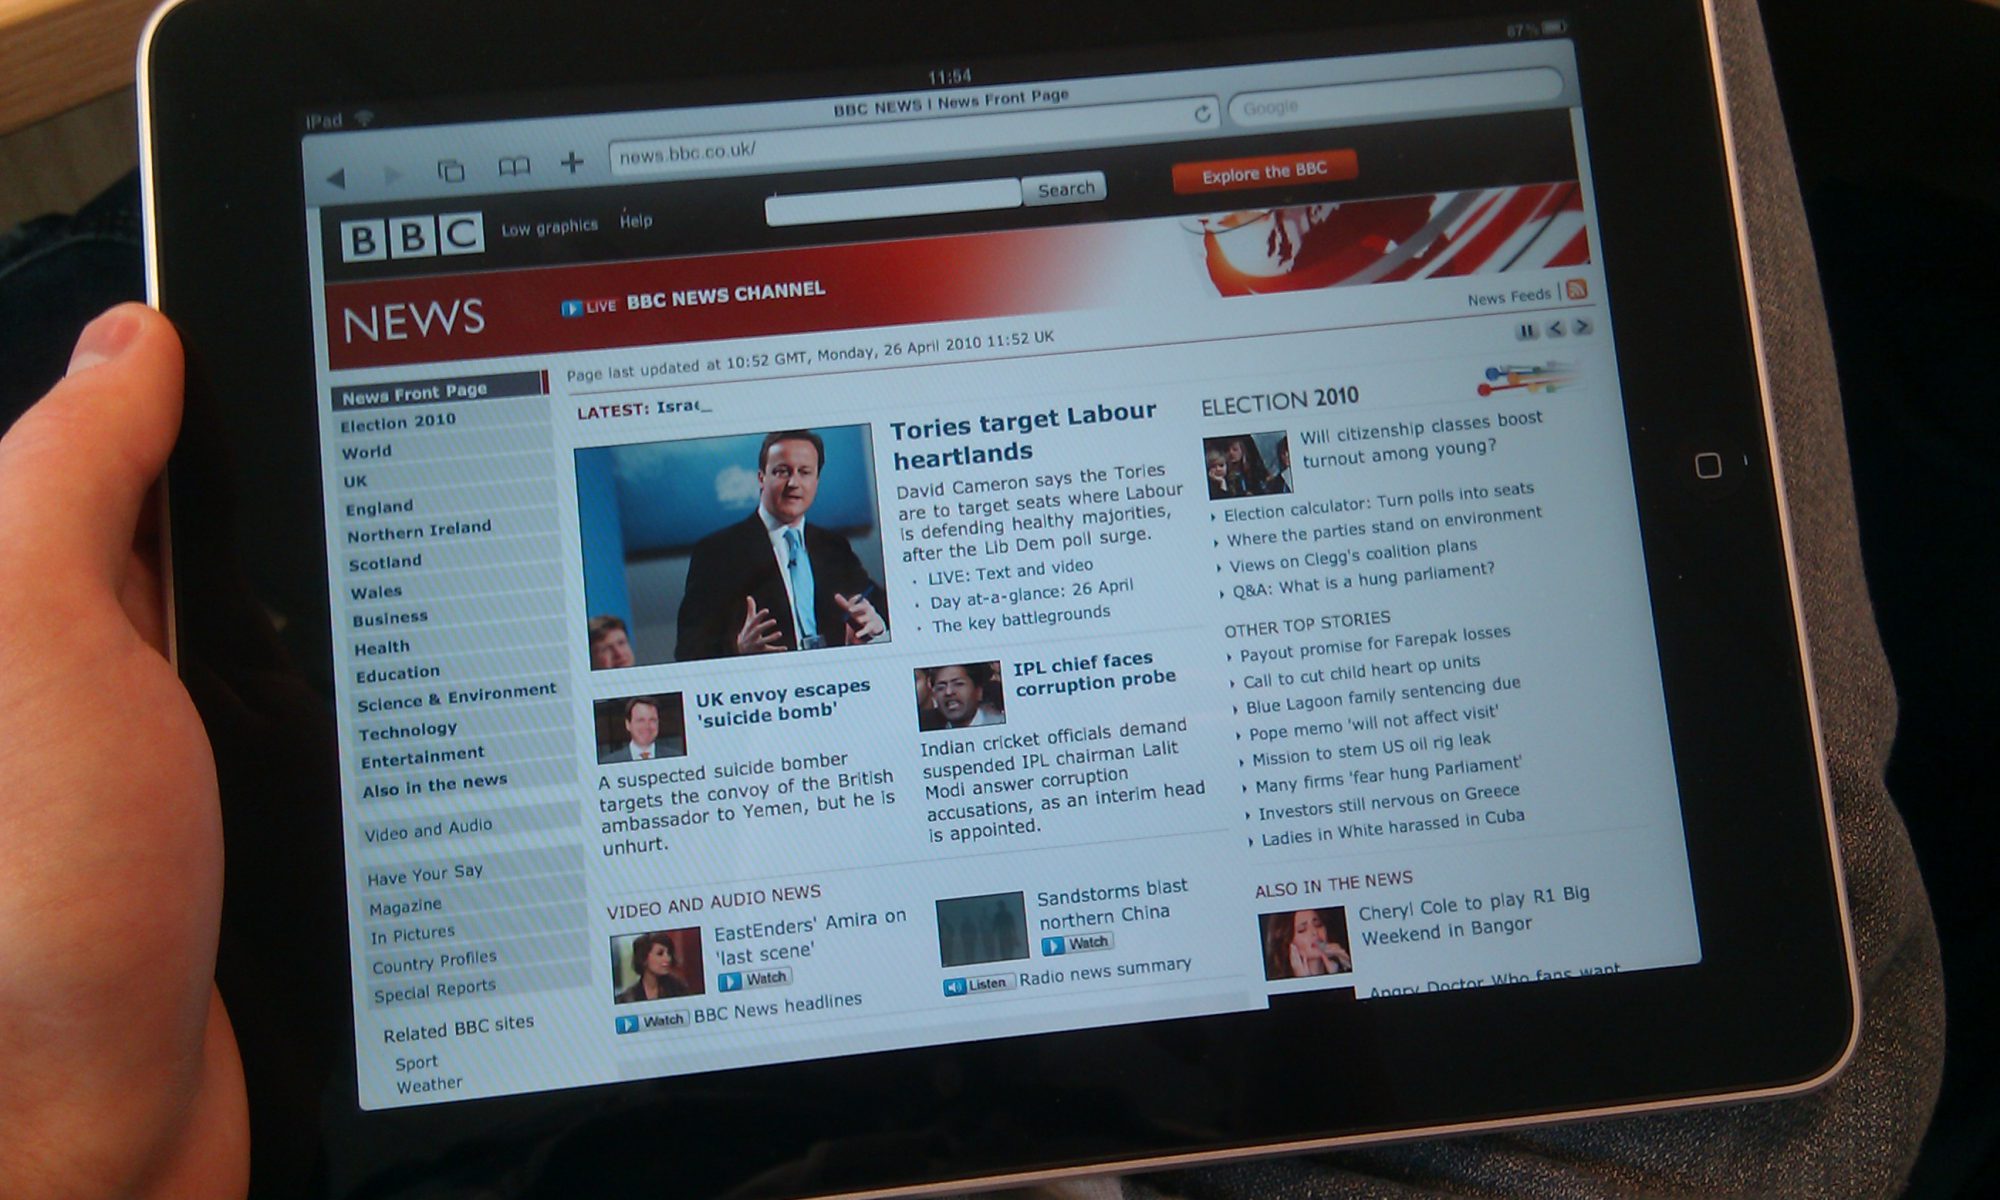 iPad
11:54
87%
BBC NEWS | News Front Page
news.bbc.co.uk/
Google
BBC
Low graphics
Help
Search
Explore the BBC
NEWS
LIVE BBC NEWS CHANNEL
News Feeds |
Page last updated at 10:52 GMT, Monday, 26 April 2010 11:52 UK
News Front Page
Election 2010
World
UK
England
Northern Ireland
Scotland
Wales
Business
Health
Education
Science & Environment
Technology
Entertainment
Also in the news
Video and Audio
Have Your Say
Magazine
In Pictures
Country Profiles
Special Reports
Related BBC sites
Sport
Weather
LATEST: Israe_
Tories target Labour
heartlands
David Cameron says the Tories
are to target seats where Labour
is defending healthy majorities,
after the Lib Dem poll surge.
LIVE: Text and video
Day at-a-glance: 26 April
The key battlegrounds
UK envoy escapes
'suicide bomb'
A suspected suicide bomber
targets the convoy of the British
ambassador to Yemen, but he is
unhurt.
IPL chief faces
corruption probe
Indian cricket officials demand
suspended IPL chairman Lalit
Modi answer corruption
accusations, as an interim head
is appointed.
VIDEO AND AUDIO NEWS
EastEnders' Amira on
'last scene'
Watch
Watch BBC News headlines
Sandstorms blast
northern China
Watch
Listen Radio news summary
ELECTION 2010
Will citizenship classes boost
turnout among young?
Election calculator: Turn polls into seats
Where the parties stand on environment
Views on Clegg's coalition plans
Q&A: What is a hung parliament?
OTHER TOP STORIES
Payout promise for Farepak losses
Call to cut child heart op units
Blue Lagoon family sentencing due
Pope memo 'will not affect visit'
Mission to stem US oil rig leak
Many firms 'fear hung Parliament'
Investors still nervous on Greece
Ladies in White harassed in Cuba
ALSO IN THE NEWS
Cheryl Cole to play R1 Big
Weekend in Bangor
Angry Doctor Who fans want